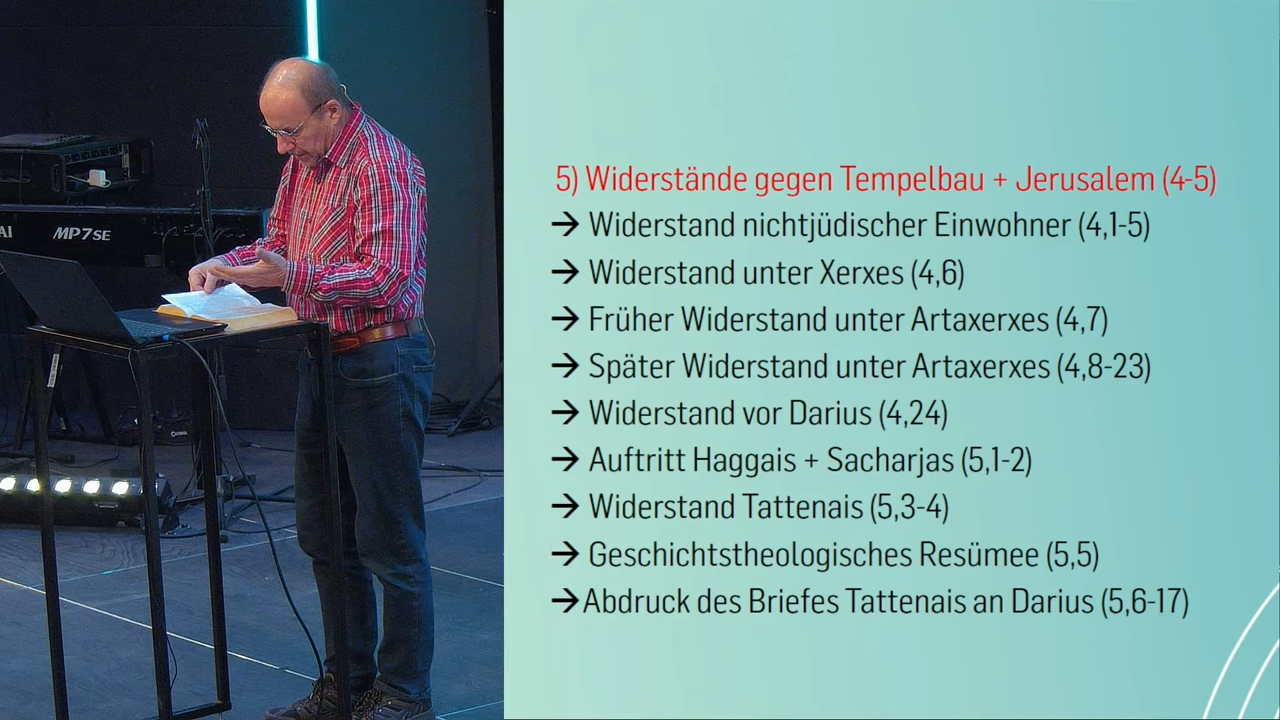 AI
MP7SE
5) Widerstände gegen Tempelbau + Jerusalem (4-5)
→ Widerstand nichtjüdischer Einwohner (4,1-5)
→ Widerstand unter Xerxes (4,6)
→ Früher Widerstand unter Artaxerxes (4,7)
→ Später Widerstand unter Artaxerxes (4,8-23)
→ Widerstand vor Darius (4,24)
→ Auftritt Haggais + Sacharjas (5,1-2)
→ Widerstand Tattenais (5,3-4)
→ Geschichtstheologisches Resümee (5,5)
→Abdruck des Briefes Tattenais an Darius (5,6-17)